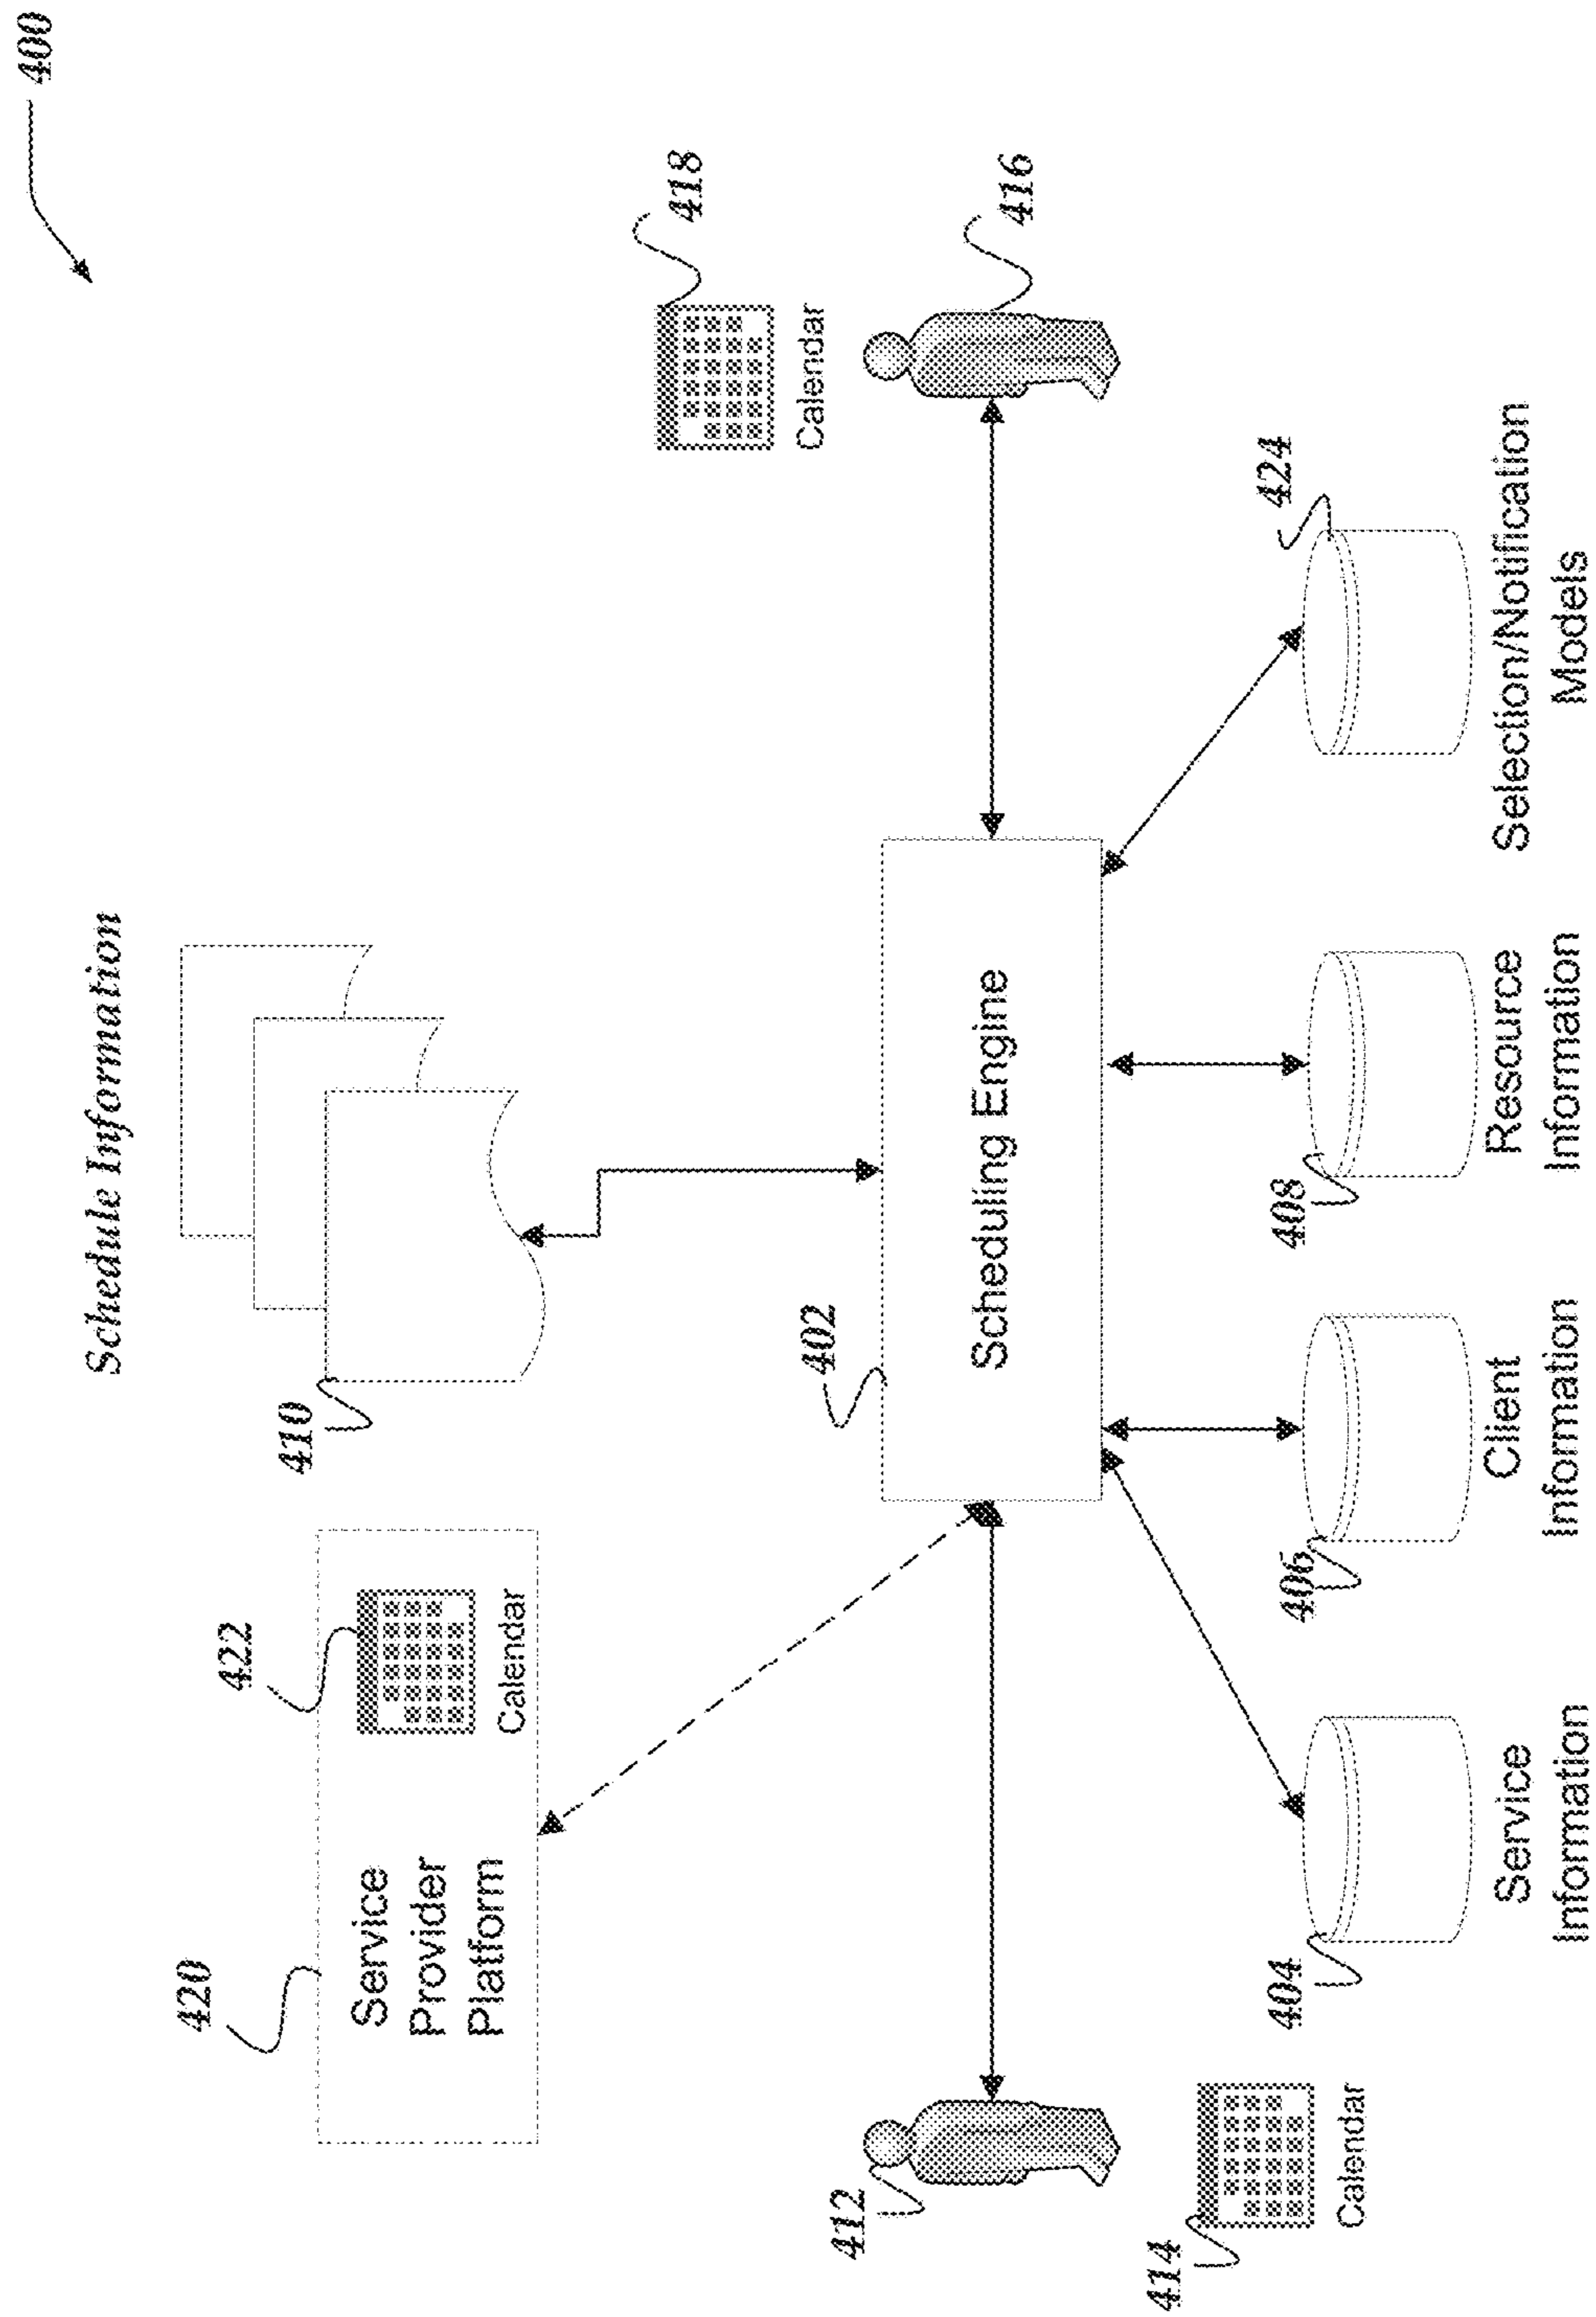 400
Schedule Information
420
422
410
Service
Provider
Platform
Calendar
418
Calendar
402
Scheduling Engine
412
416
414
Calendar
404
406
408
424
Service
Information
Client
Information
Resource
Information
Selection/Notification
Models